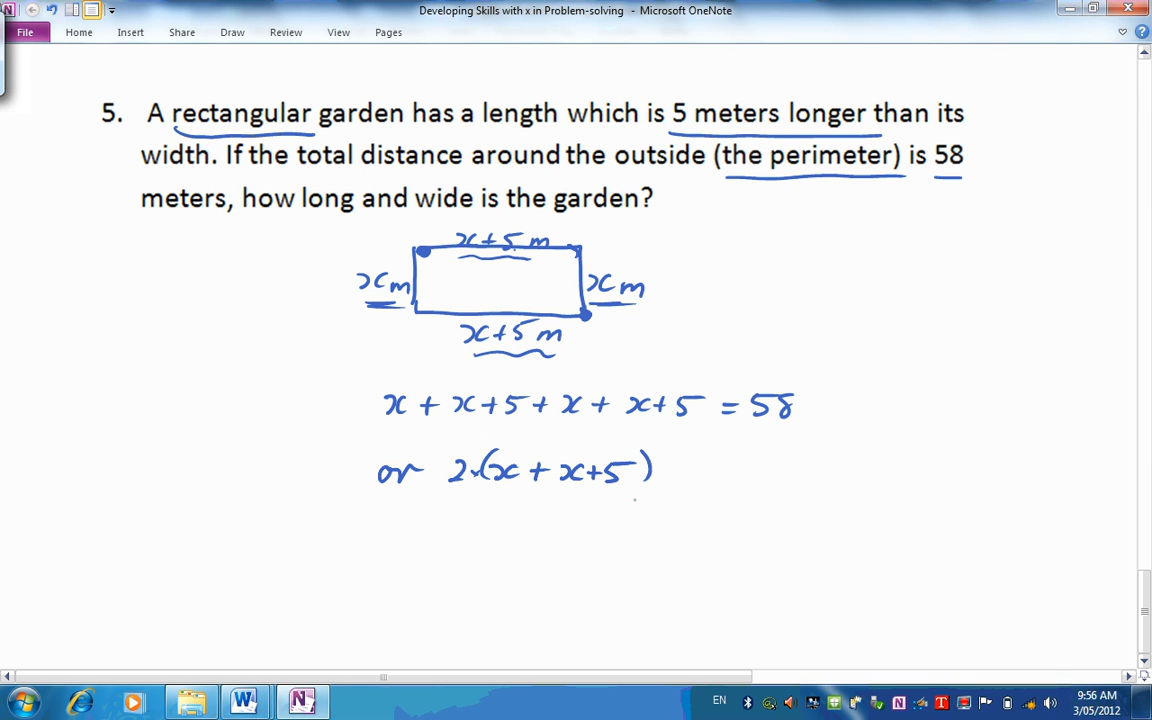 Developing Skills with x in Problem-solving - Microsoft OneNote
File Home Insert Share Draw Review View Pages
5. A rectangular garden has a length which is 5 meters longer than its
width. If the total distance around the outside (the perimeter) is 58
meters, how long and wide is the garden?
x+5 m
x m x m
x+5 m
x + x+5 + x + x+5 = 58
or 2×(x + x+5)
EN
9:56 AM
3/05/2012